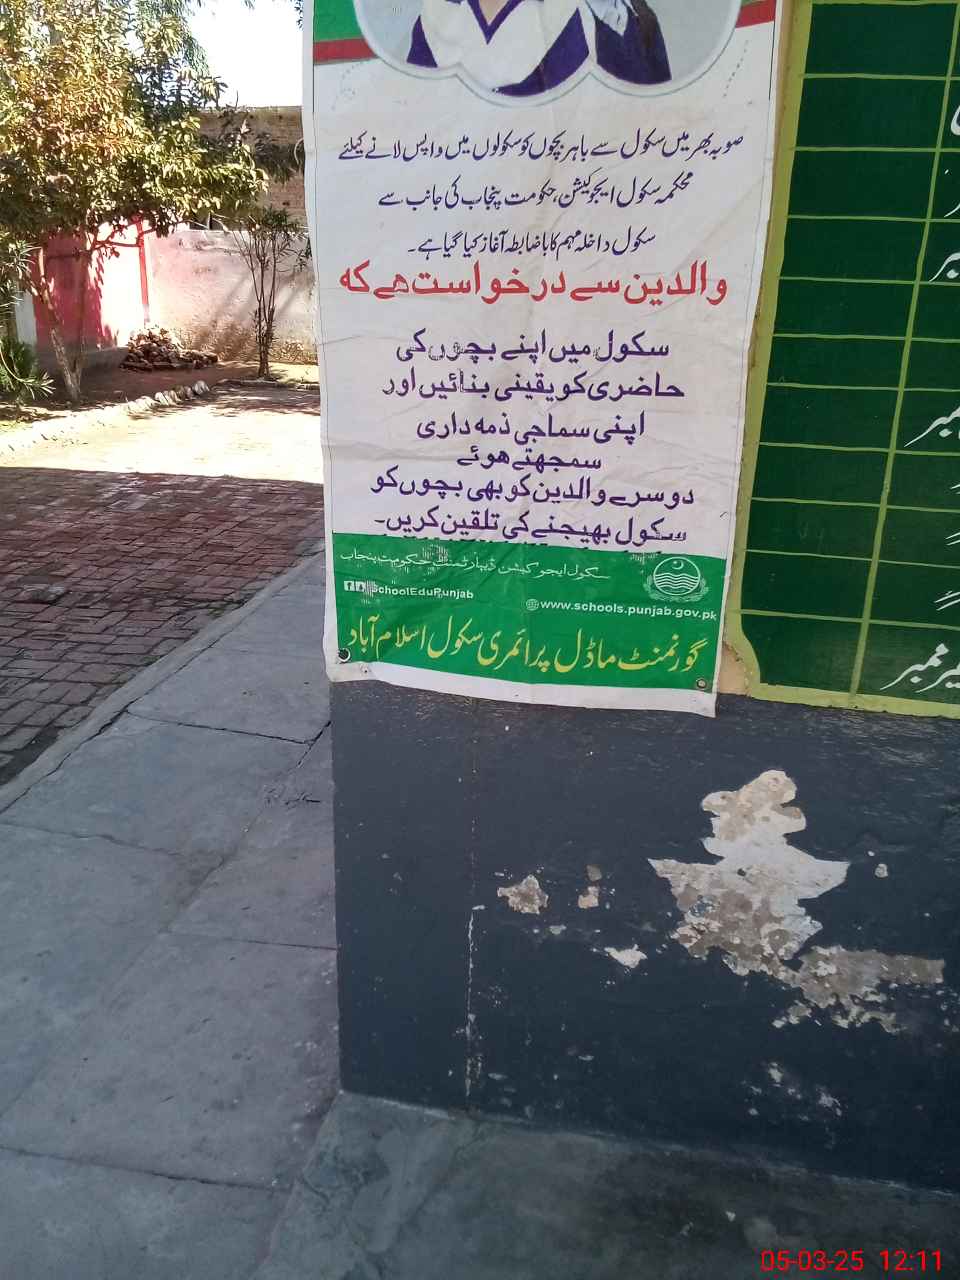 صوبہ بھر میں سکول سے باہر بچوں کو سکولوں میں واپس لانے کیلئے
محکمہ سکول ایجوکیشن، حکومت پنجاب کی جانب سے
سکول داخلہ مہم کا باضابطہ آغاز کیا گیا ہے۔
والدین سے درخواست ہے کہ
سکول میں اپنے بچوں کی
حاضری کو یقینی بنائیں اور
اپنی سماجی ذمہ داری
سمجھتے ہوئے
دوسرے والدین کو بھی بچوں کو
سکول بھیجنے کی تلقین کریں۔
سکول ایجوکیشن ڈیپارٹمنٹ حکومت پنجاب
SchoolEduPunjab
www.schools.punjab.gov.pk
گورنمنٹ ماڈل پرائمری سکول اسلام آباد
ممبر
05-03-25 12:11